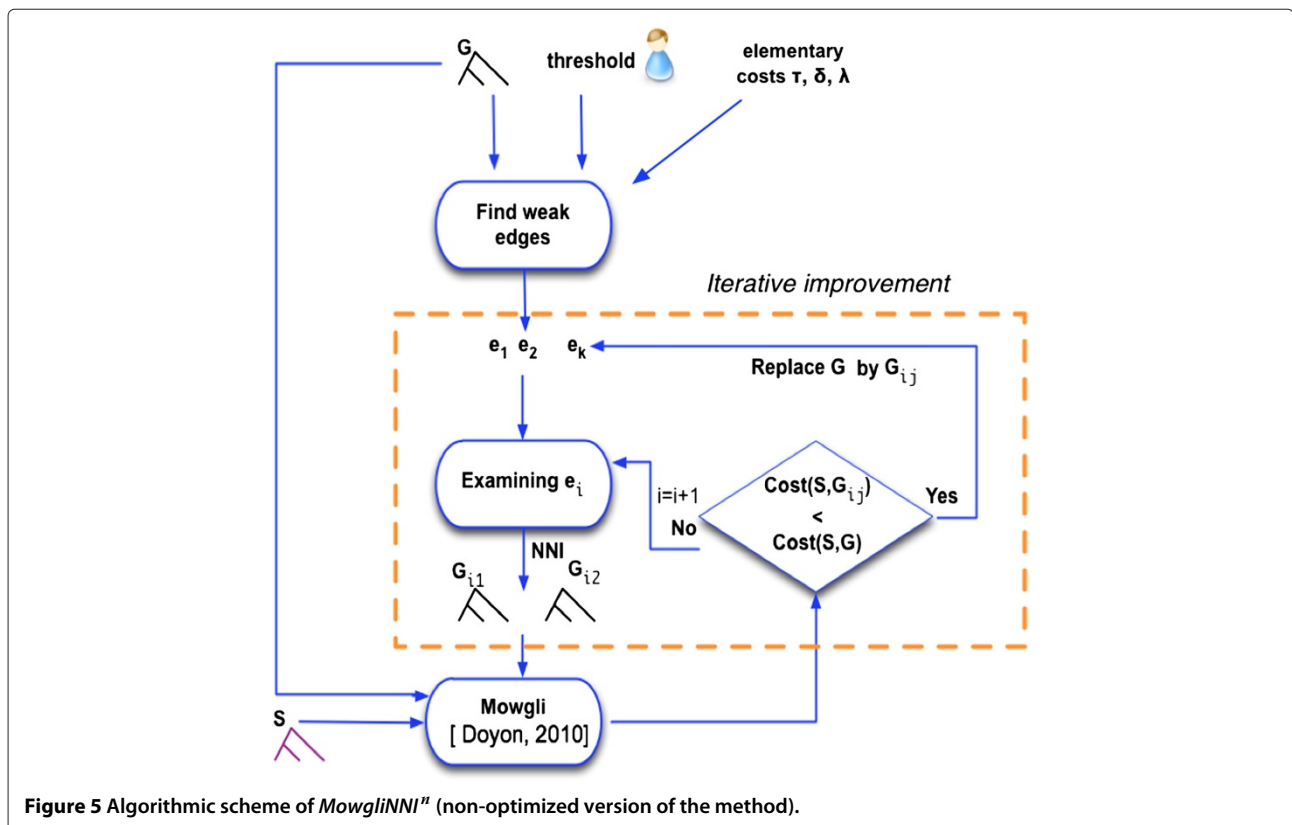 G
threshold
elementary
costs τ, δ, λ
Find weak
edges
Iterative improvement
e1 e2 ek
Replace G by Gij
Examining ei
i=i+1
No
Cost(S,Gij)
<
Cost(S,G)
Yes
NNI
Gi1 Gi2
S
Mowgli
[ Doyon, 2010]
Figure 5 Algorithmic scheme of MowgliNNIⁿ (non-optimized version of the method).